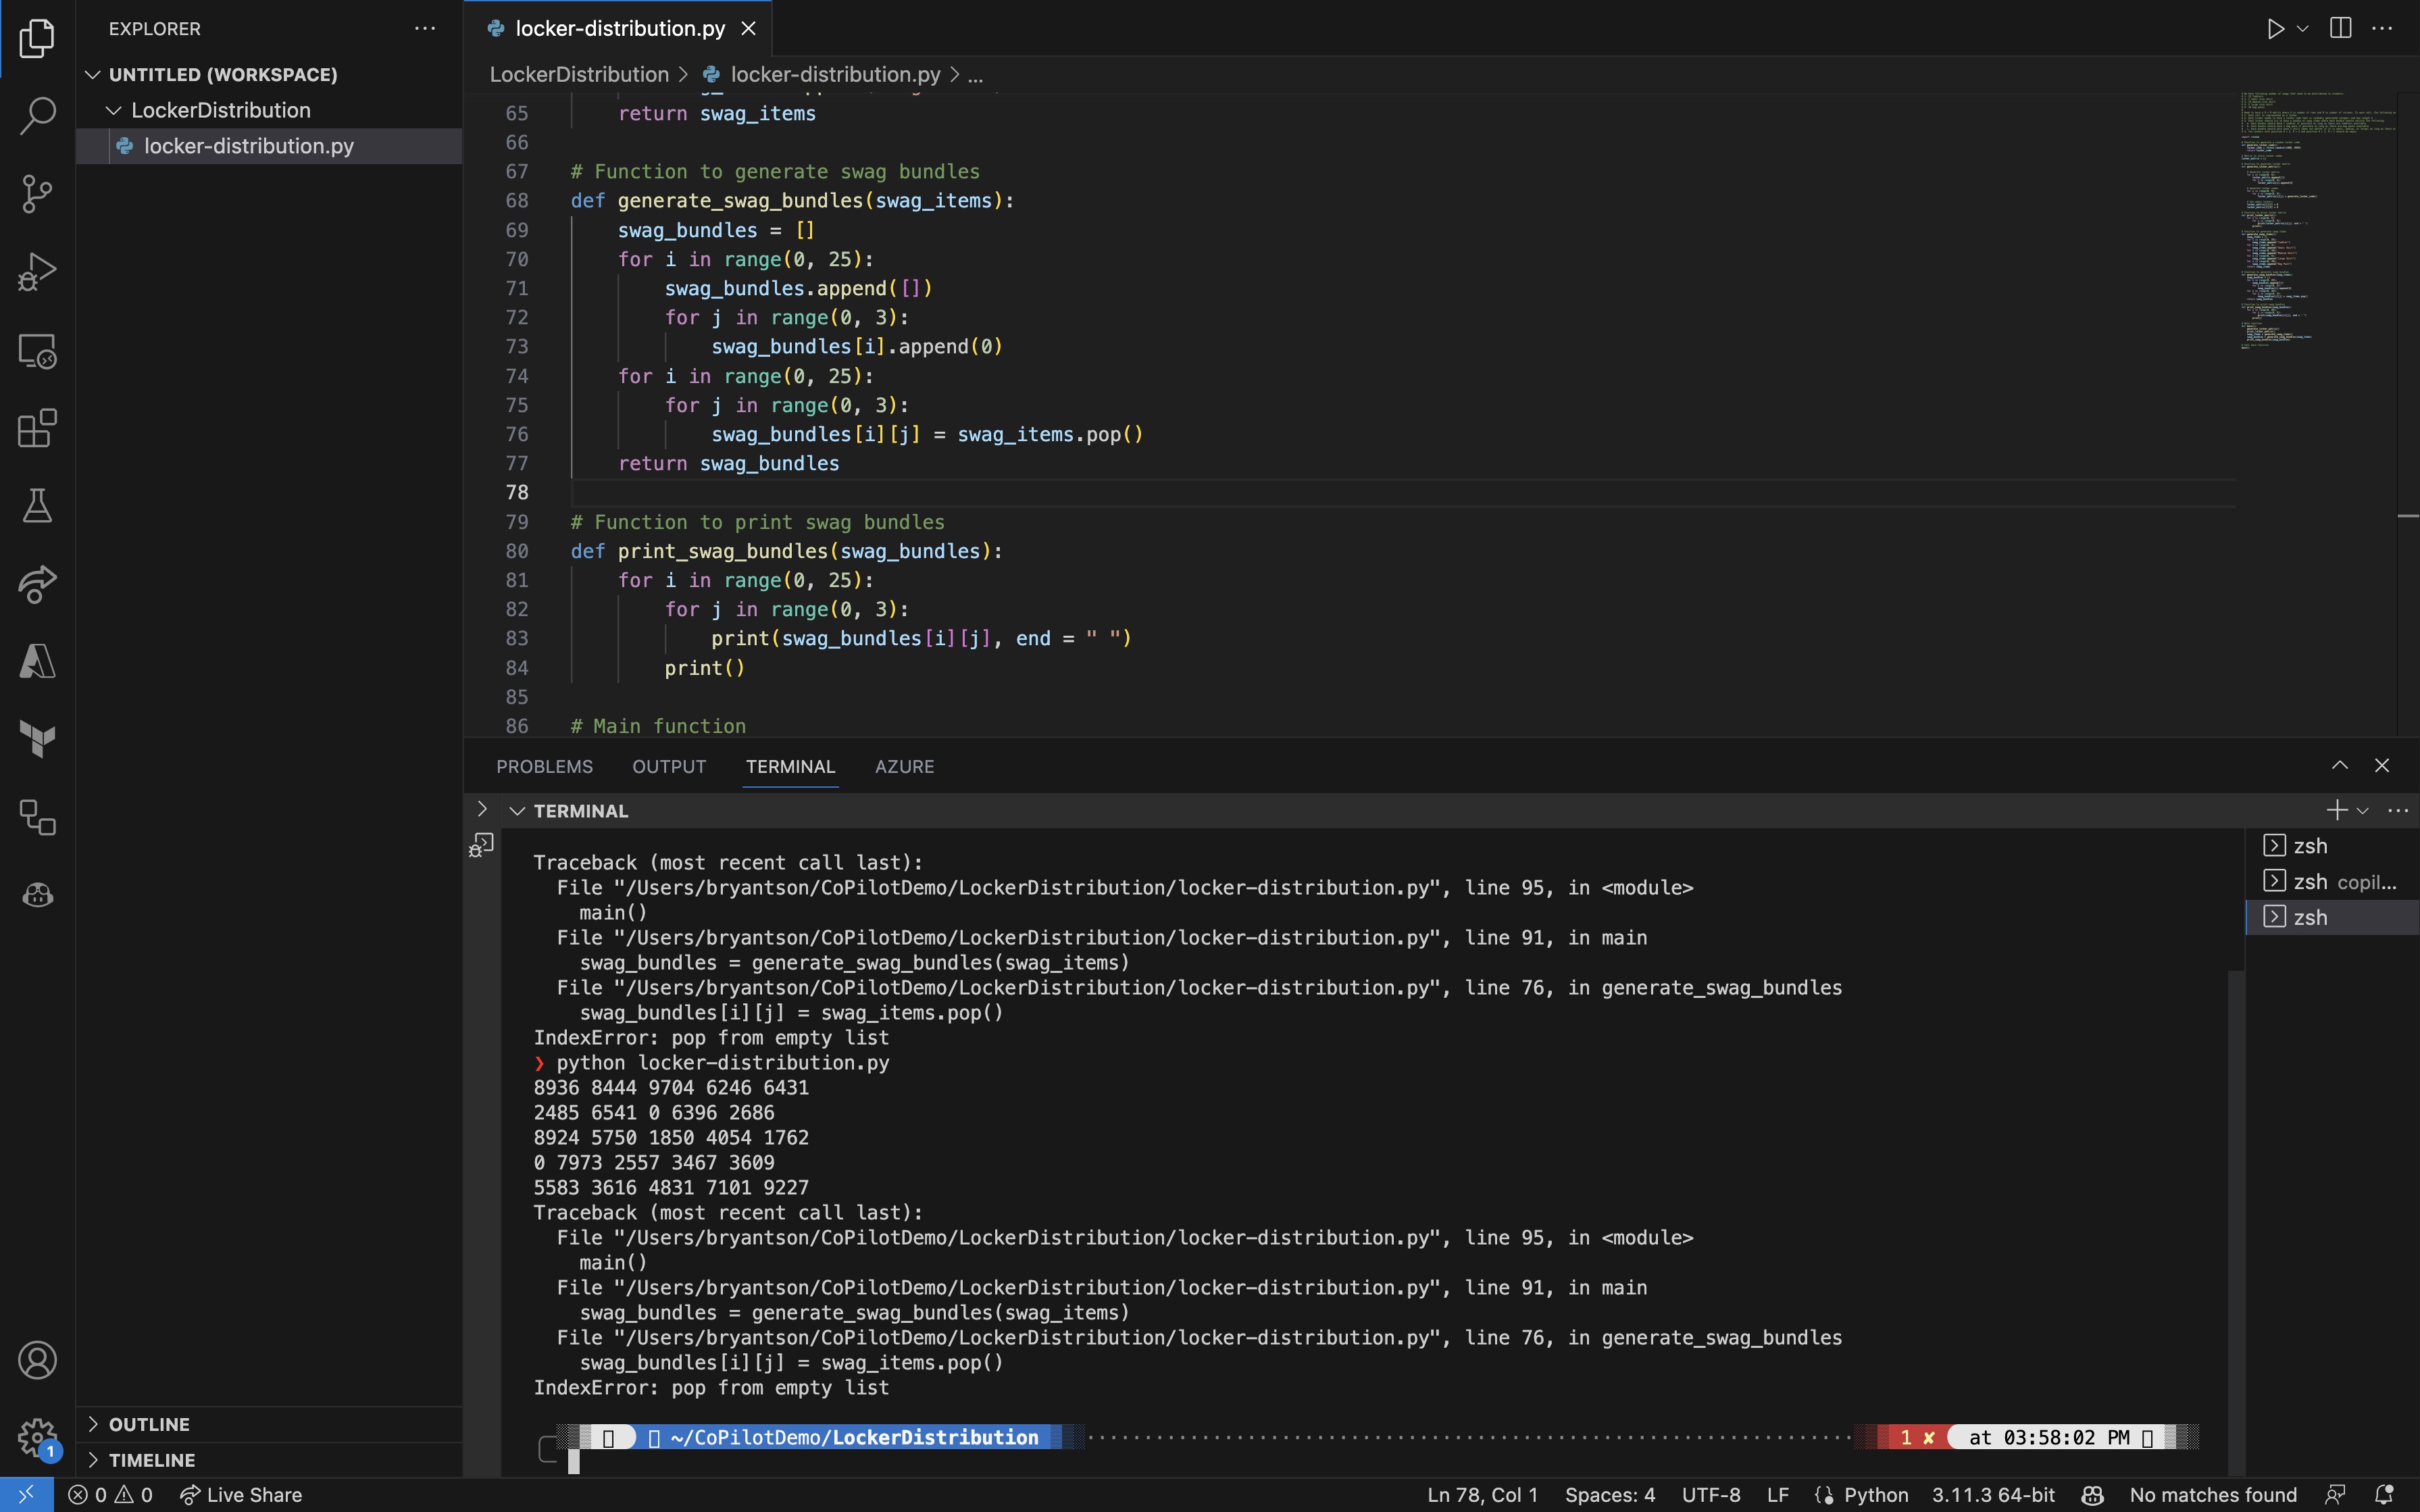 EXPLORER
UNTITLED (WORKSPACE)
LockerDistribution
locker-distribution.py
OUTLINE
TIMELINE
locker-distribution.py
LockerDistribution > locker-distribution.py > ...
65 return swag_items
66
67 # Function to generate swag bundles
68 def generate_swag_bundles(swag_items):
69 swag_bundles = []
70 for i in range(0, 25):
71 swag_bundles.append([])
72 for j in range(0, 3):
73 swag_bundles[i].append(0)
74 for i in range(0, 25):
75 for j in range(0, 3):
76 swag_bundles[i][j] = swag_items.pop()
77 return swag_bundles
78
79 # Function to print swag bundles
80 def print_swag_bundles(swag_bundles):
81 for i in range(0, 25):
82 for j in range(0, 3):
83 print(swag_bundles[i][j], end = " ")
84 print()
85
86 # Main function
PROBLEMS OUTPUT TERMINAL AZURE
TERMINAL
Traceback (most recent call last):
File "/Users/bryantson/CoPilotDemo/LockerDistribution/locker-distribution.py", line 95, in <module>
main()
File "/Users/bryantson/CoPilotDemo/LockerDistribution/locker-distribution.py", line 91, in main
swag_bundles = generate_swag_bundles(swag_items)
File "/Users/bryantson/CoPilotDemo/LockerDistribution/locker-distribution.py", line 76, in generate_swag_bundles
swag_bundles[i][j] = swag_items.pop()
IndexError: pop from empty list
❯ python locker-distribution.py
8936 8444 9704 6246 6431
2485 6541 0 6396 2686
8924 5750 1850 4054 1762
0 7973 2557 3467 3609
5583 3616 4831 7101 9227
Traceback (most recent call last):
File "/Users/bryantson/CoPilotDemo/LockerDistribution/locker-distribution.py", line 95, in <module>
main()
File "/Users/bryantson/CoPilotDemo/LockerDistribution/locker-distribution.py", line 91, in main
swag_bundles = generate_swag_bundles(swag_items)
File "/Users/bryantson/CoPilotDemo/LockerDistribution/locker-distribution.py", line 76, in generate_swag_bundles
swag_bundles[i][j] = swag_items.pop()
IndexError: pop from empty list
~/CoPilotDemo/LockerDistribution 1 ✘ at 03:58:02 PM
zsh
zsh copil...
zsh
1
0 0 Live Share Ln 78, Col 1 Spaces: 4 UTF-8 LF Python 3.11.3 64-bit No matches found